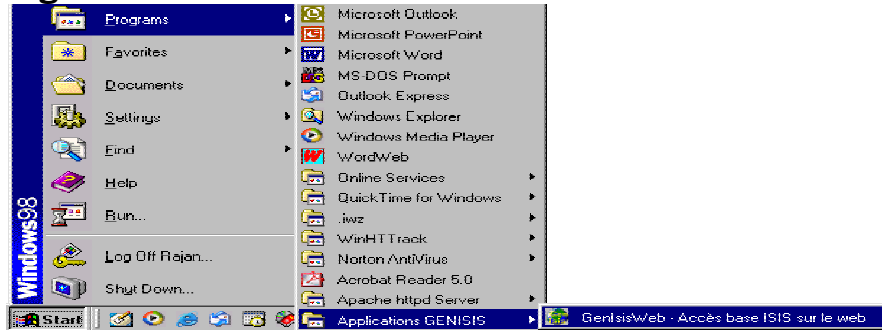 Programs
Favorites
Documents
Settings
Find
Help
Run...
Log Off Rajan...
Shut Down...
Windows98
Start
Microsoft Outlook
Microsoft PowerPoint
Microsoft Word
MS-DOS Prompt
Outlook Express
Windows Explorer
Windows Media Player
WordWeb
Online Services
QuickTime for Windows
.iwz
WinHTTrack
Norton AntiVirus
Acrobat Reader 5.0
Apache httpd Server
Applications GENISIS
GenIsisWeb - Accès base ISIS sur le web